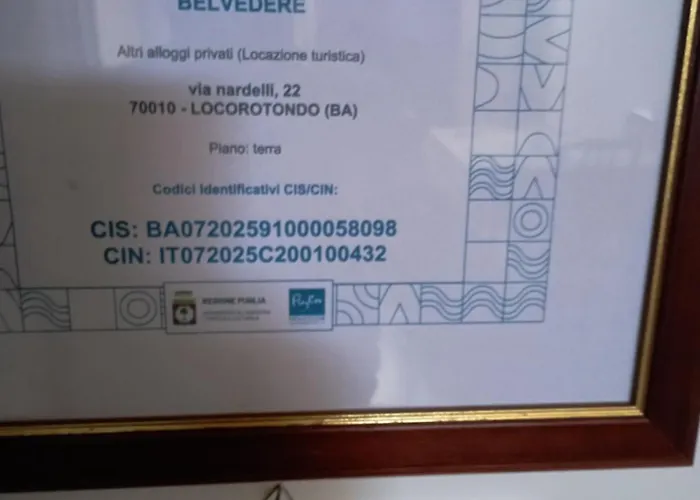 BELVEDERE
Altri alloggi privati (Locazione turistica)
via nardelli, 22
70010 - LOCOROTONDO (BA)
Piano: terra
Codici Identificativi CIS/CIN:
CIS: BA07202591000058098
CIN: IT072025C200100432
REGIONE PUGLIA